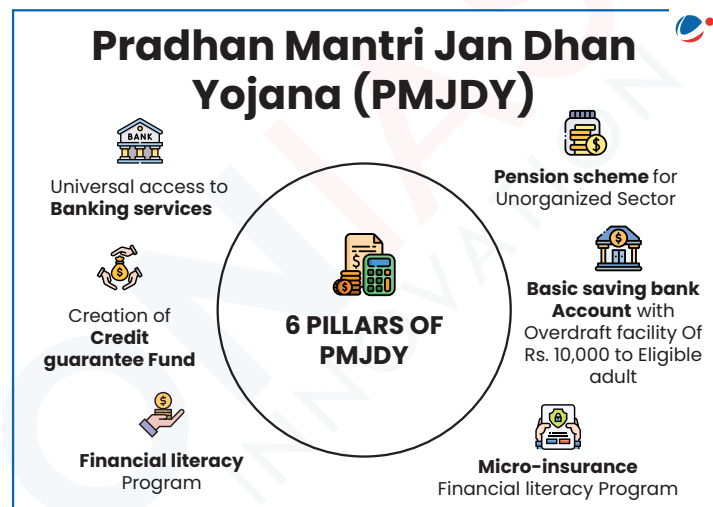 Pradhan Mantri Jan Dhan
Yojana (PMJDY)
BANK
Universal access to
Banking services
Creation of
Credit
guarantee Fund
Financial literacy
Program
6 PILLARS OF
PMJDY
Pension scheme for
Unorganized Sector
Basic saving bank
Account with
Overdraft facility Of
Rs. 10,000 to Eligible
adult
Micro-insurance
Financial literacy Program
INNOVATION